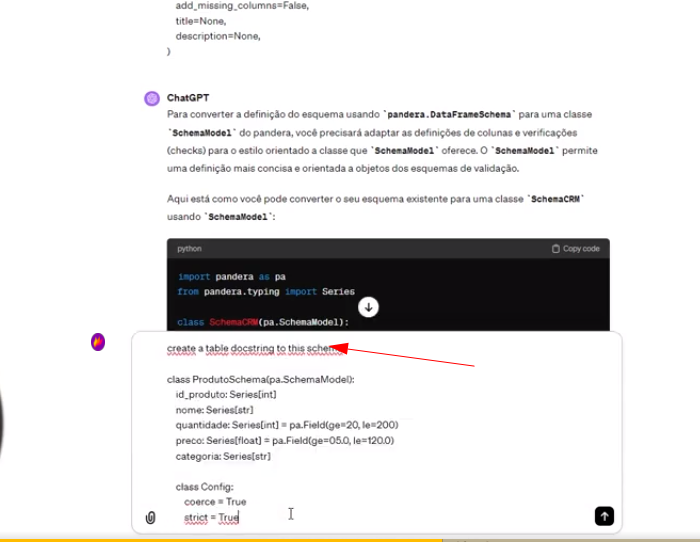 add_missing_columns=False,
title=None,
description=None,
)
ChatGPT
Para converter a definição do esquema usando `pandera.DataFrameSchema` para uma classe
`SchemaModel` do pandera, você precisará adaptar as definições de colunas e verificações
(checks) para o estilo orientado a classe que `SchemaModel` oferece. O `SchemaModel` permite
uma definição mais concisa e orientada a objetos dos esquemas de validação.
Aqui está como você pode converter o seu esquema existente para uma classe `SchemaCRM`
usando `SchemaModel`:
python Copy code
import pandera as pa
from pandera.typing import Series
class SchemaCRM(pa.SchemaModel):
create a table docstring to this
class ProdutoSchema(pa.SchemaModel):
id_produto: Series[int]
nome: Series[str]
quantidade: Series[int] = pa.Field(ge=20, le=200)
preco: Series[float] = pa.Field(ge=05.0, le=120.0)
categoria: Series[str]
class Config:
coerce = True
strict = True